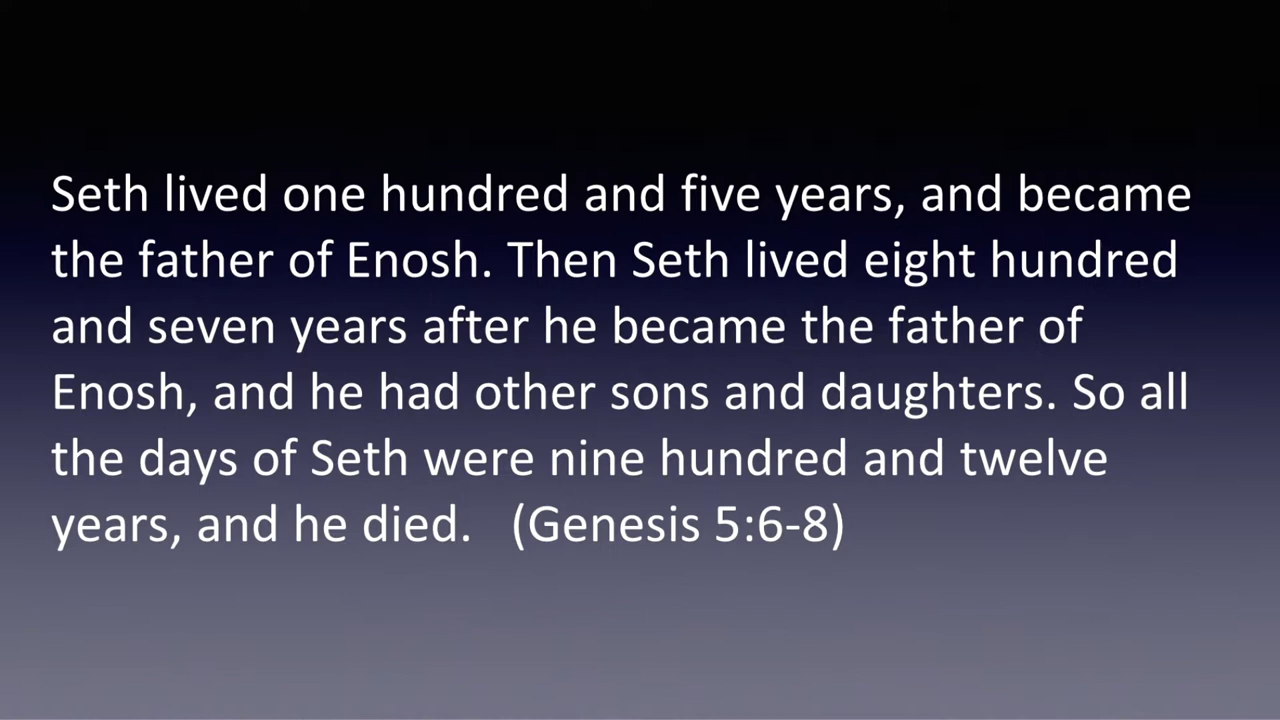 Seth lived one hundred and five years, and became
the father of Enosh. Then Seth lived eight hundred
and seven years after he became the father of
Enosh, and he had other sons and daughters. So all
the days of Seth were nine hundred and twelve
years, and he died.   (Genesis 5:6-8)